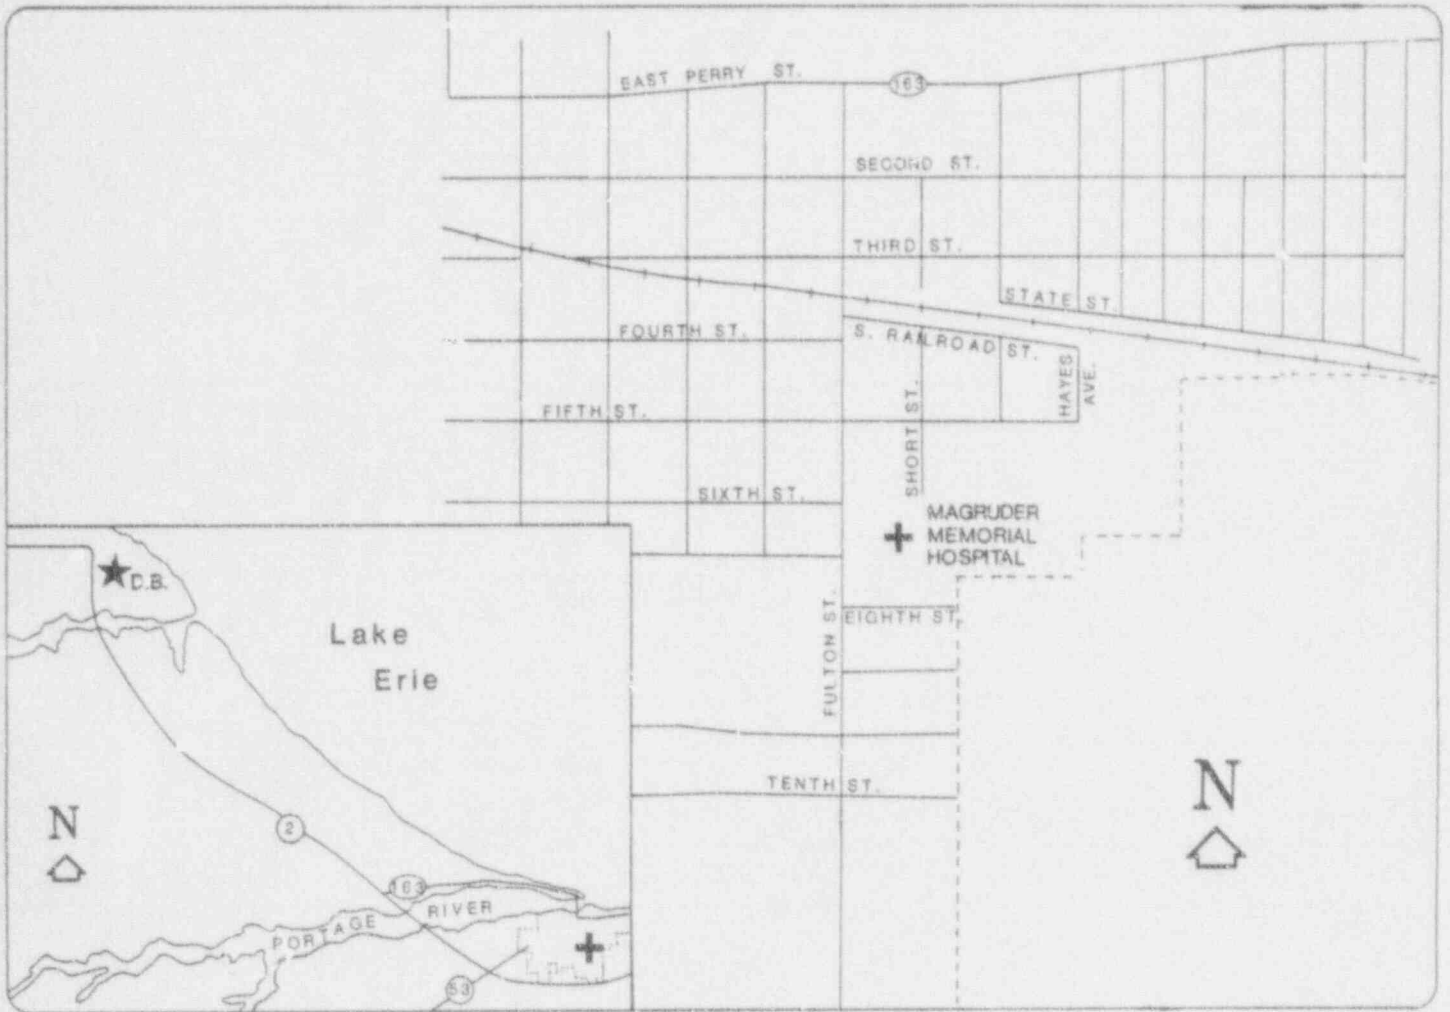 EAST PERRY ST.
163
SECOND ST.
THIRD ST.
STATE ST.
FOURTH ST.
S. RAILROAD ST.
HAYES AVE.
FIFTH ST.
SHORT ST.
SIXTH ST.
MAGRUDER
MEMORIAL
HOSPITAL
FULTON ST.
EIGHTH ST.
TENTH ST.
N
D.B.
Lake
Erie
N
2
163
PORTAGE RIVER
53